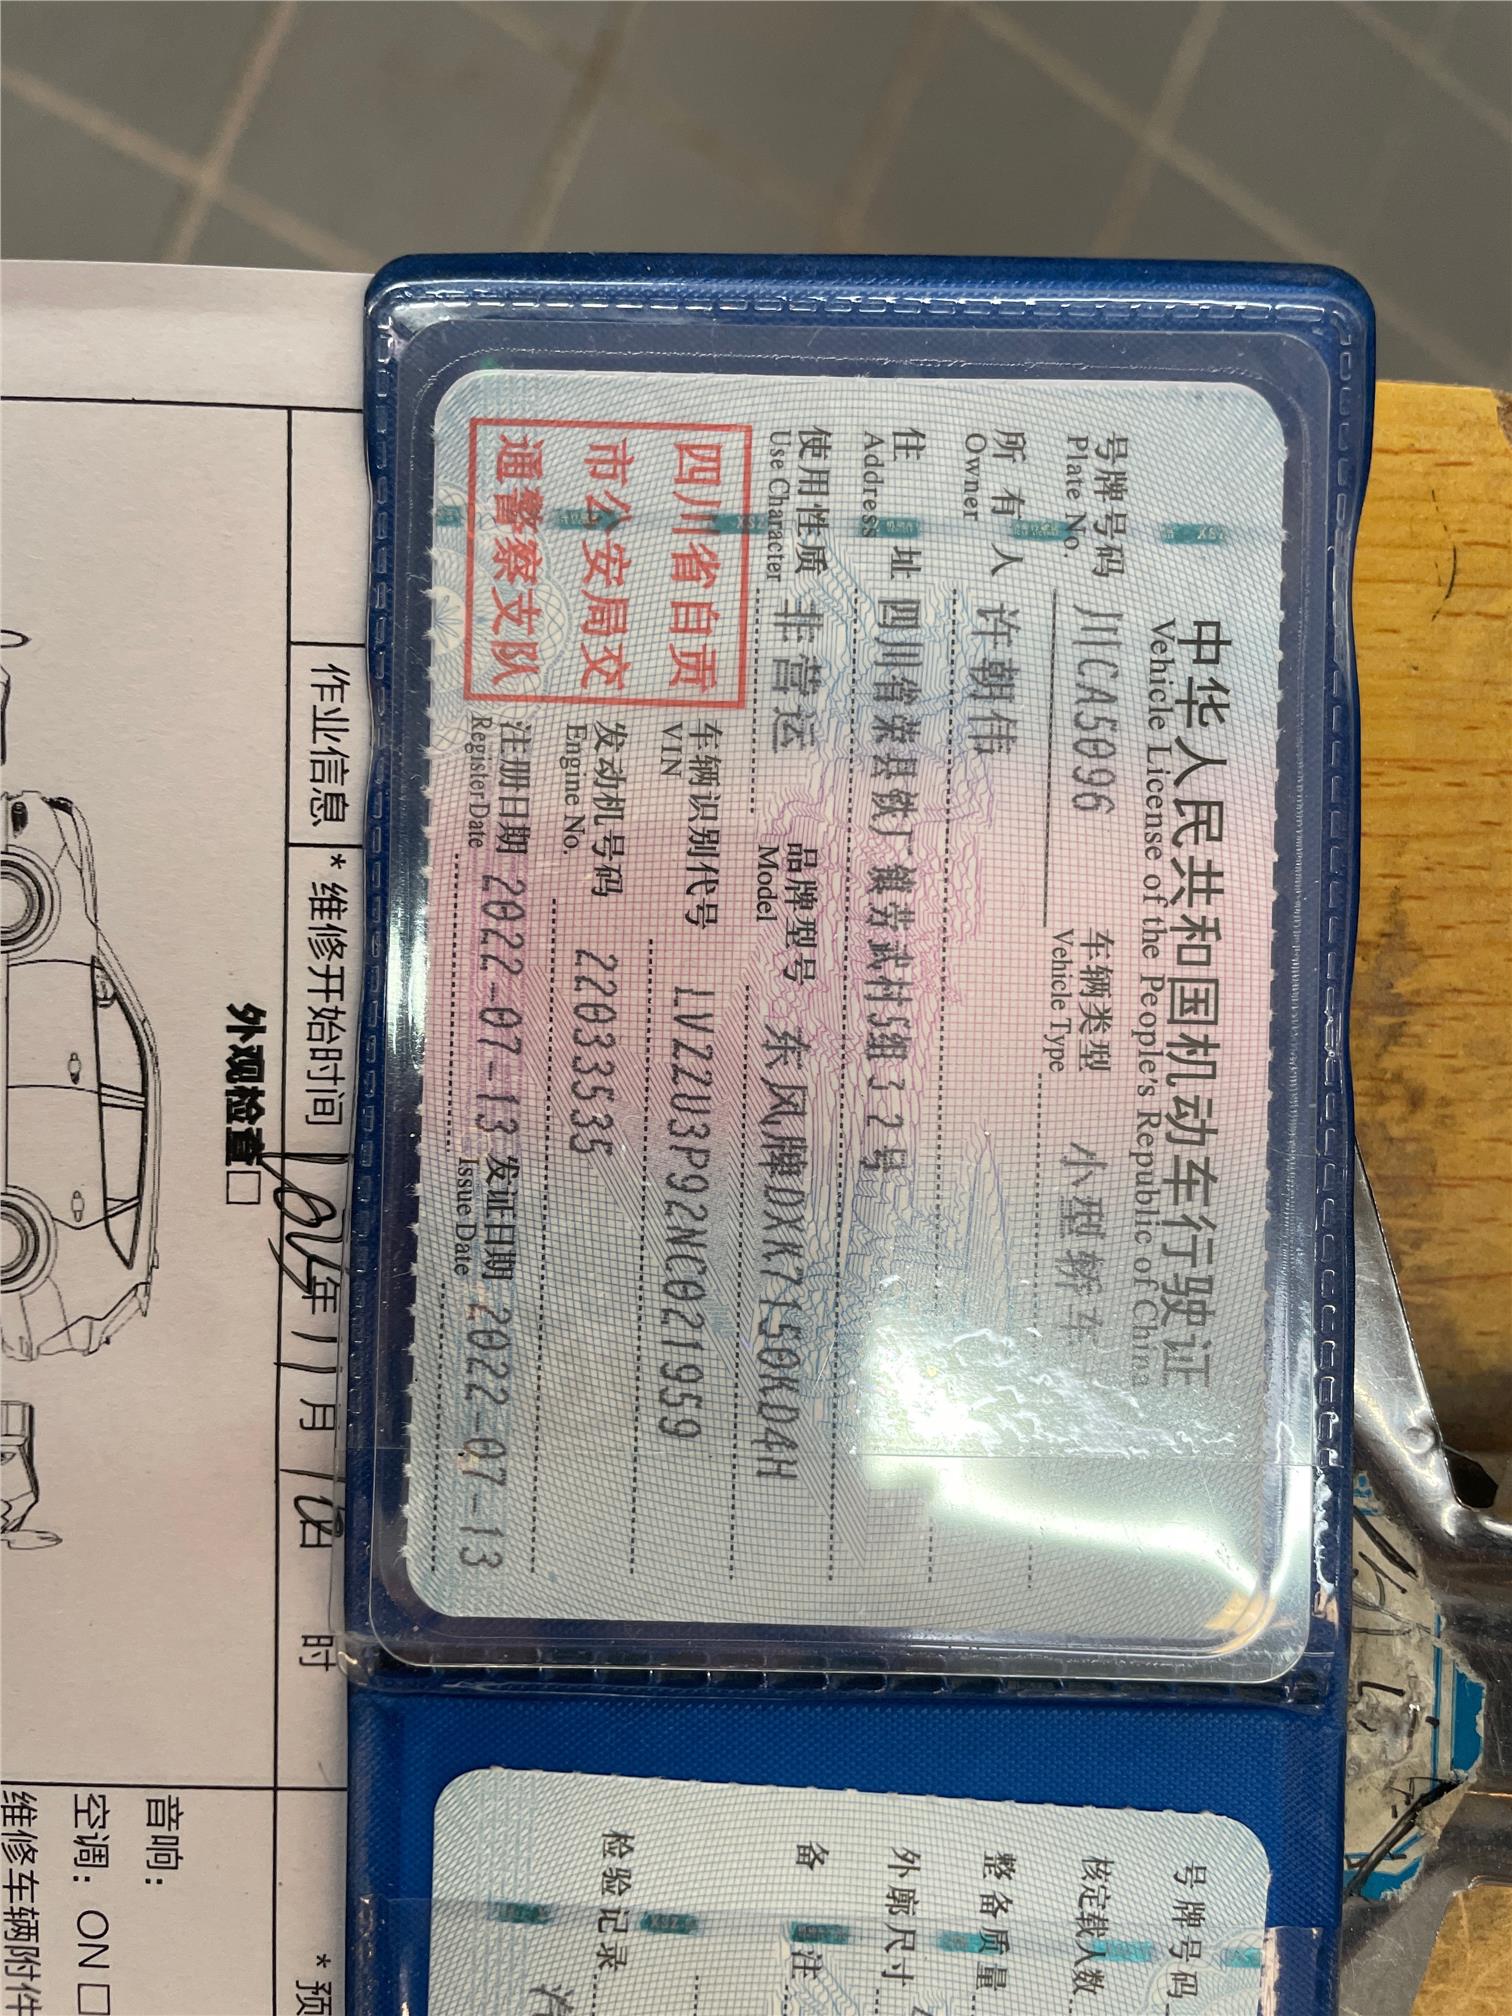 中华人民共和国机动车行驶证
Vehicle License of the People's Republic of China
号牌号码 川CA5096 车辆类型 小型轿车
Plate No. Vehicle Type
所有人 许朝伟
Owner
住址 四川省荣县铁厂镇芳武村5组32号
Address
使用性质 非营运 品牌型号 东风牌DXK7150KD4H
Use Character Model
四川省自贡
市公安局交
通警察支队
车辆识别代号 LVZZU3P92NC021959
VIN
发动机号码 22033535
Engine No.
注册日期 2022-07-13 发证日期 2022-07-13
Register Date Issue Date
号牌号码
核定载人数
整备质量
外廓尺寸
备注
检验记录
作业信息
*维修开始时间
年11月18日 时
*预
外观检查□
音响:
空调: ON□
维修车辆附件